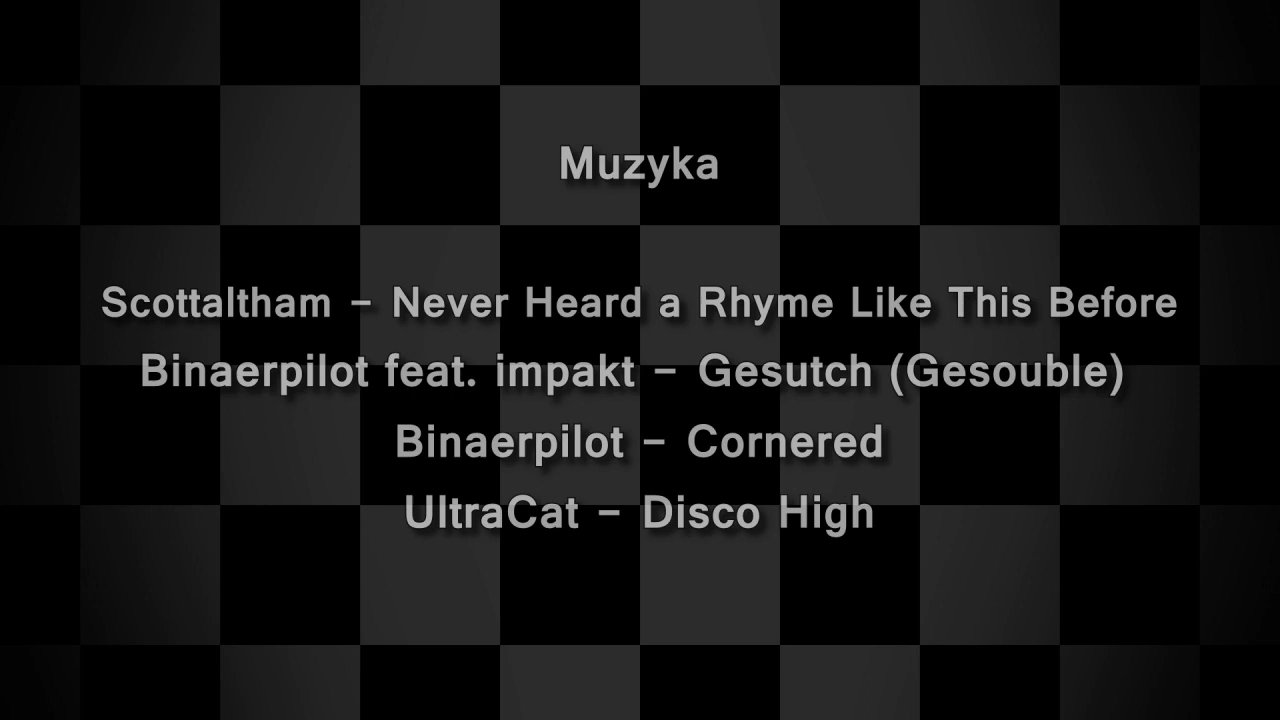 Muzyka
Scottaltham – Never Heard a Rhyme Like This Before
Binaerpilot feat. impakt – Gesutch (Gesouble)
Binaerpilot – Cornered
UltraCat – Disco High